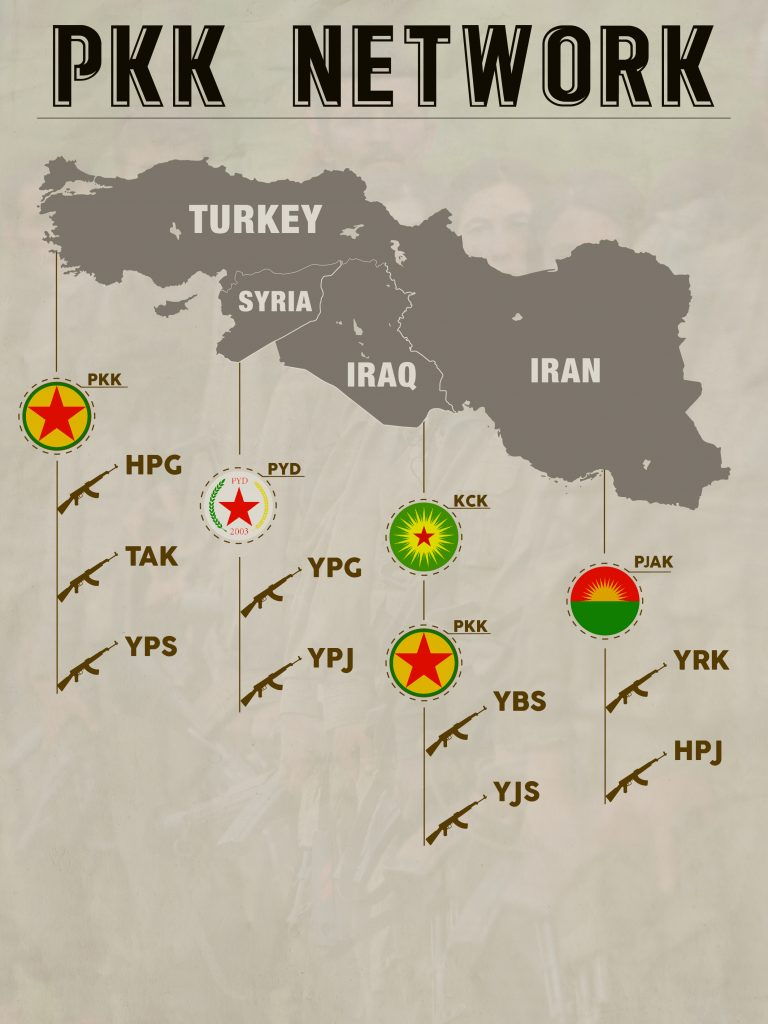 PKK NETWORK
TURKEY
SYRIA
IRAQ
IRAN
PKK
HPG
TAK
YPS
PYD
PYD
2003
YPG
YPJ
KCK
PKK
YBS
YJS
PJAK
YRK
HPJ